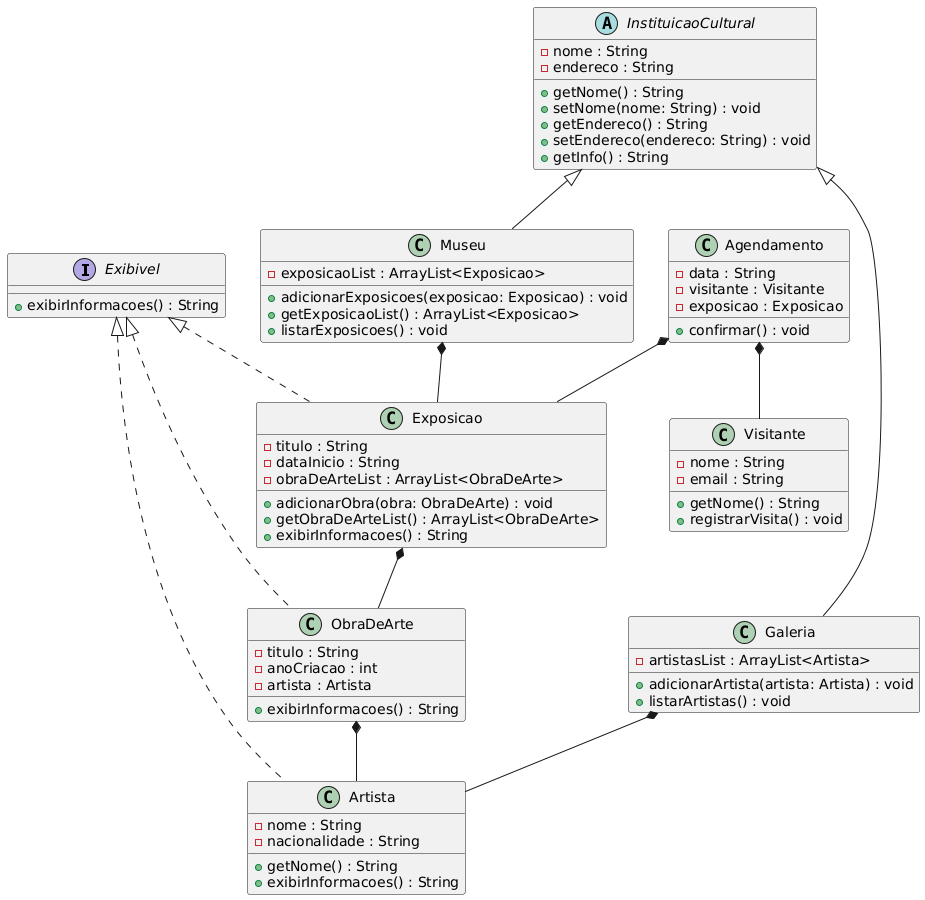 A InstituicaoCultural
nome : String
endereco : String
getNome() : String
setNome(nome: String) : void
getEndereco() : String
setEndereco(endereco: String) : void
getInfo() : String
I Exibivel
exibirInformacoes() : String
C Museu
exposicaoList : ArrayList<Exposicao>
adicionarExposicoes(exposicao: Exposicao) : void
getExposicaoList() : ArrayList<Exposicao>
listarExposicoes() : void
C Agendamento
data : String
visitante : Visitante
exposicao : Exposicao
confirmar() : void
C Exposicao
titulo : String
dataInicio : String
obraDeArteList : ArrayList<ObraDeArte>
adicionarObra(obra: ObraDeArte) : void
getObraDeArteList() : ArrayList<ObraDeArte>
exibirInformacoes() : String
C Visitante
nome : String
email : String
getNome() : String
registrarVisita() : void
C ObraDeArte
titulo : String
anoCriacao : int
artista : Artista
exibirInformacoes() : String
C Galeria
artistasList : ArrayList<Artista>
adicionarArtista(artista: Artista) : void
listarArtistas() : void
C Artista
nome : String
nacionalidade : String
getNome() : String
exibirInformacoes() : String